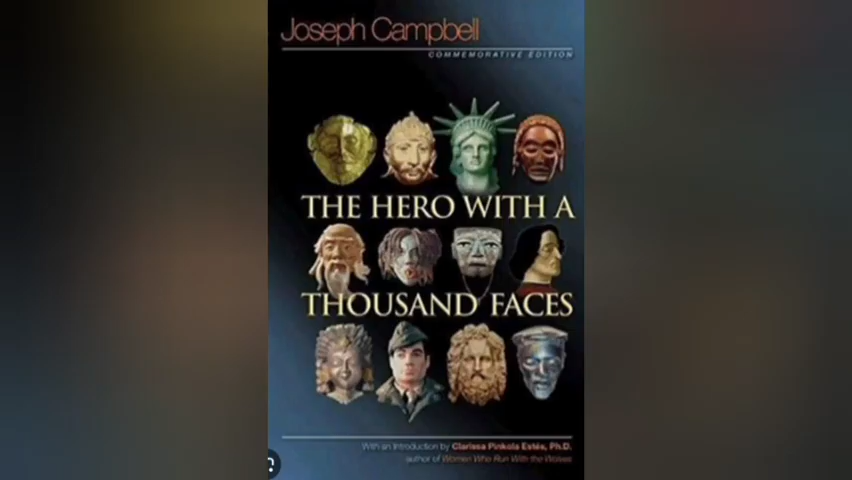 Joseph Campbell
COMMEMORATIVE EDITION
THE HERO WITH A
THOUSAND FACES
With an Introduction by Clarissa Pinkola Estés, Ph.D.
author of Women Who Run With the Wolves